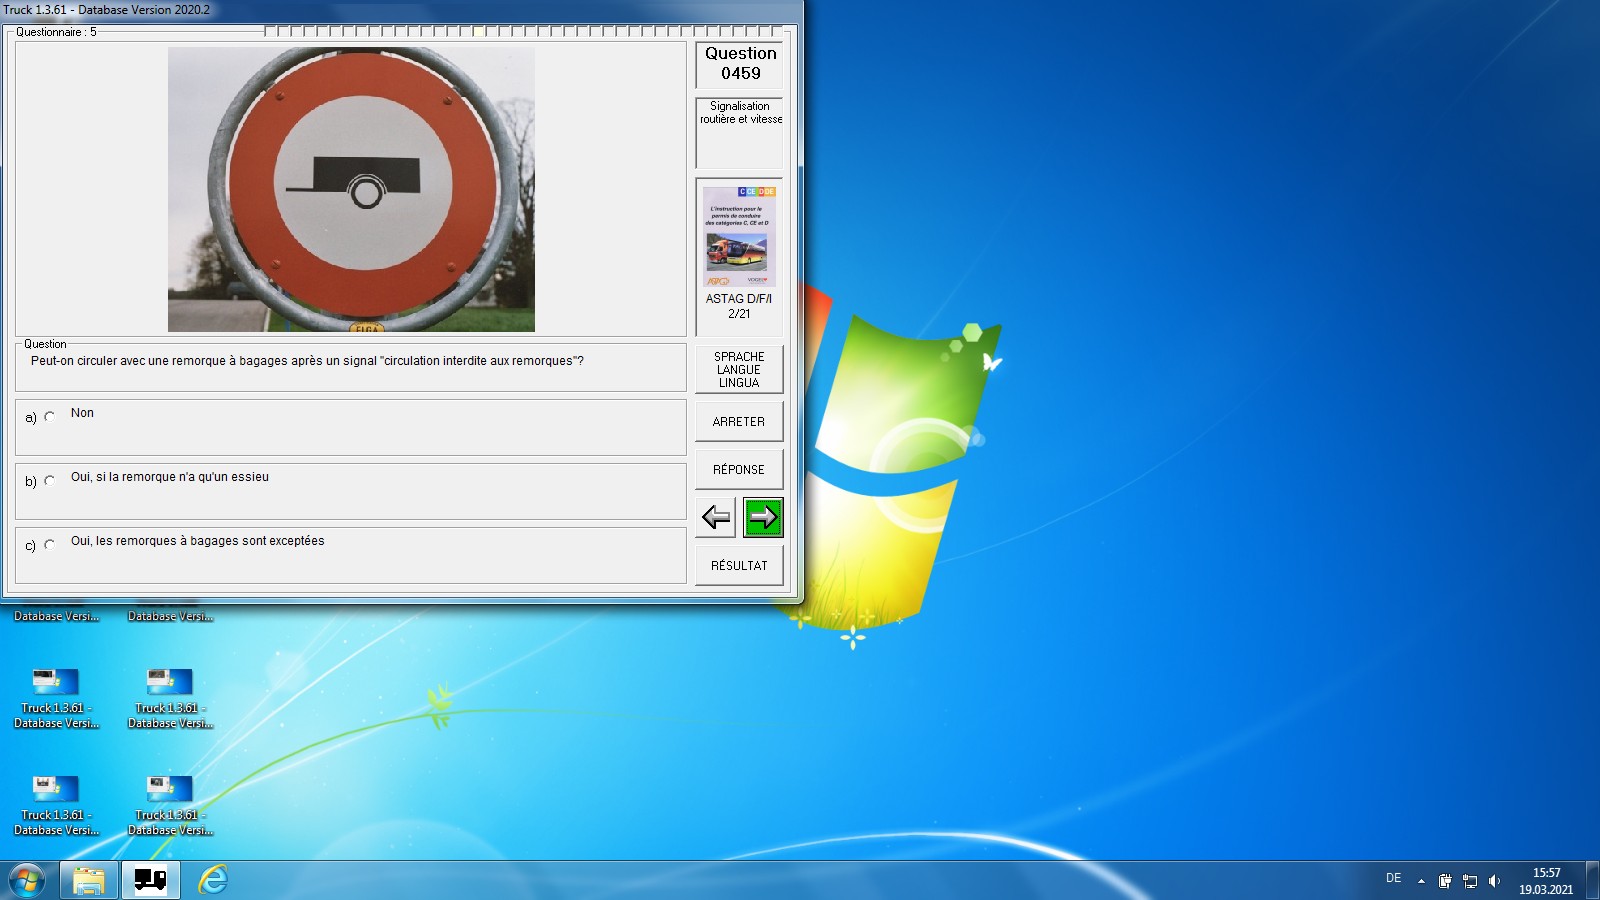 Truck 1.3.61 - Database Version 2020.2
Questionnaire : 5
FLGA
Question
0459
Signalisation
routière et vitesse
C CE D DE
L'instruction pour le
permis de conduire
des catégories C, CE et D
ASTAG D/F/I
2/21
Question
Peut-on circuler avec une remorque à bagages après un signal "circulation interdite aux remorques"?
a) Non
b) Oui, si la remorque n'a qu'un essieu
c) Oui, les remorques à bagages sont exceptées
SPRACHE
LANGUE
LINGUA
ARRETER
RÉPONSE
RÉSULTAT
Database Versi...
Database Versi...
Truck 1.3.61 -
Database Versi...
Truck 1.3.61 -
Database Versi...
Truck 1.3.61 -
Database Versi...
Truck 1.3.61 -
Database Versi...
DE
15:57
19.03.2021